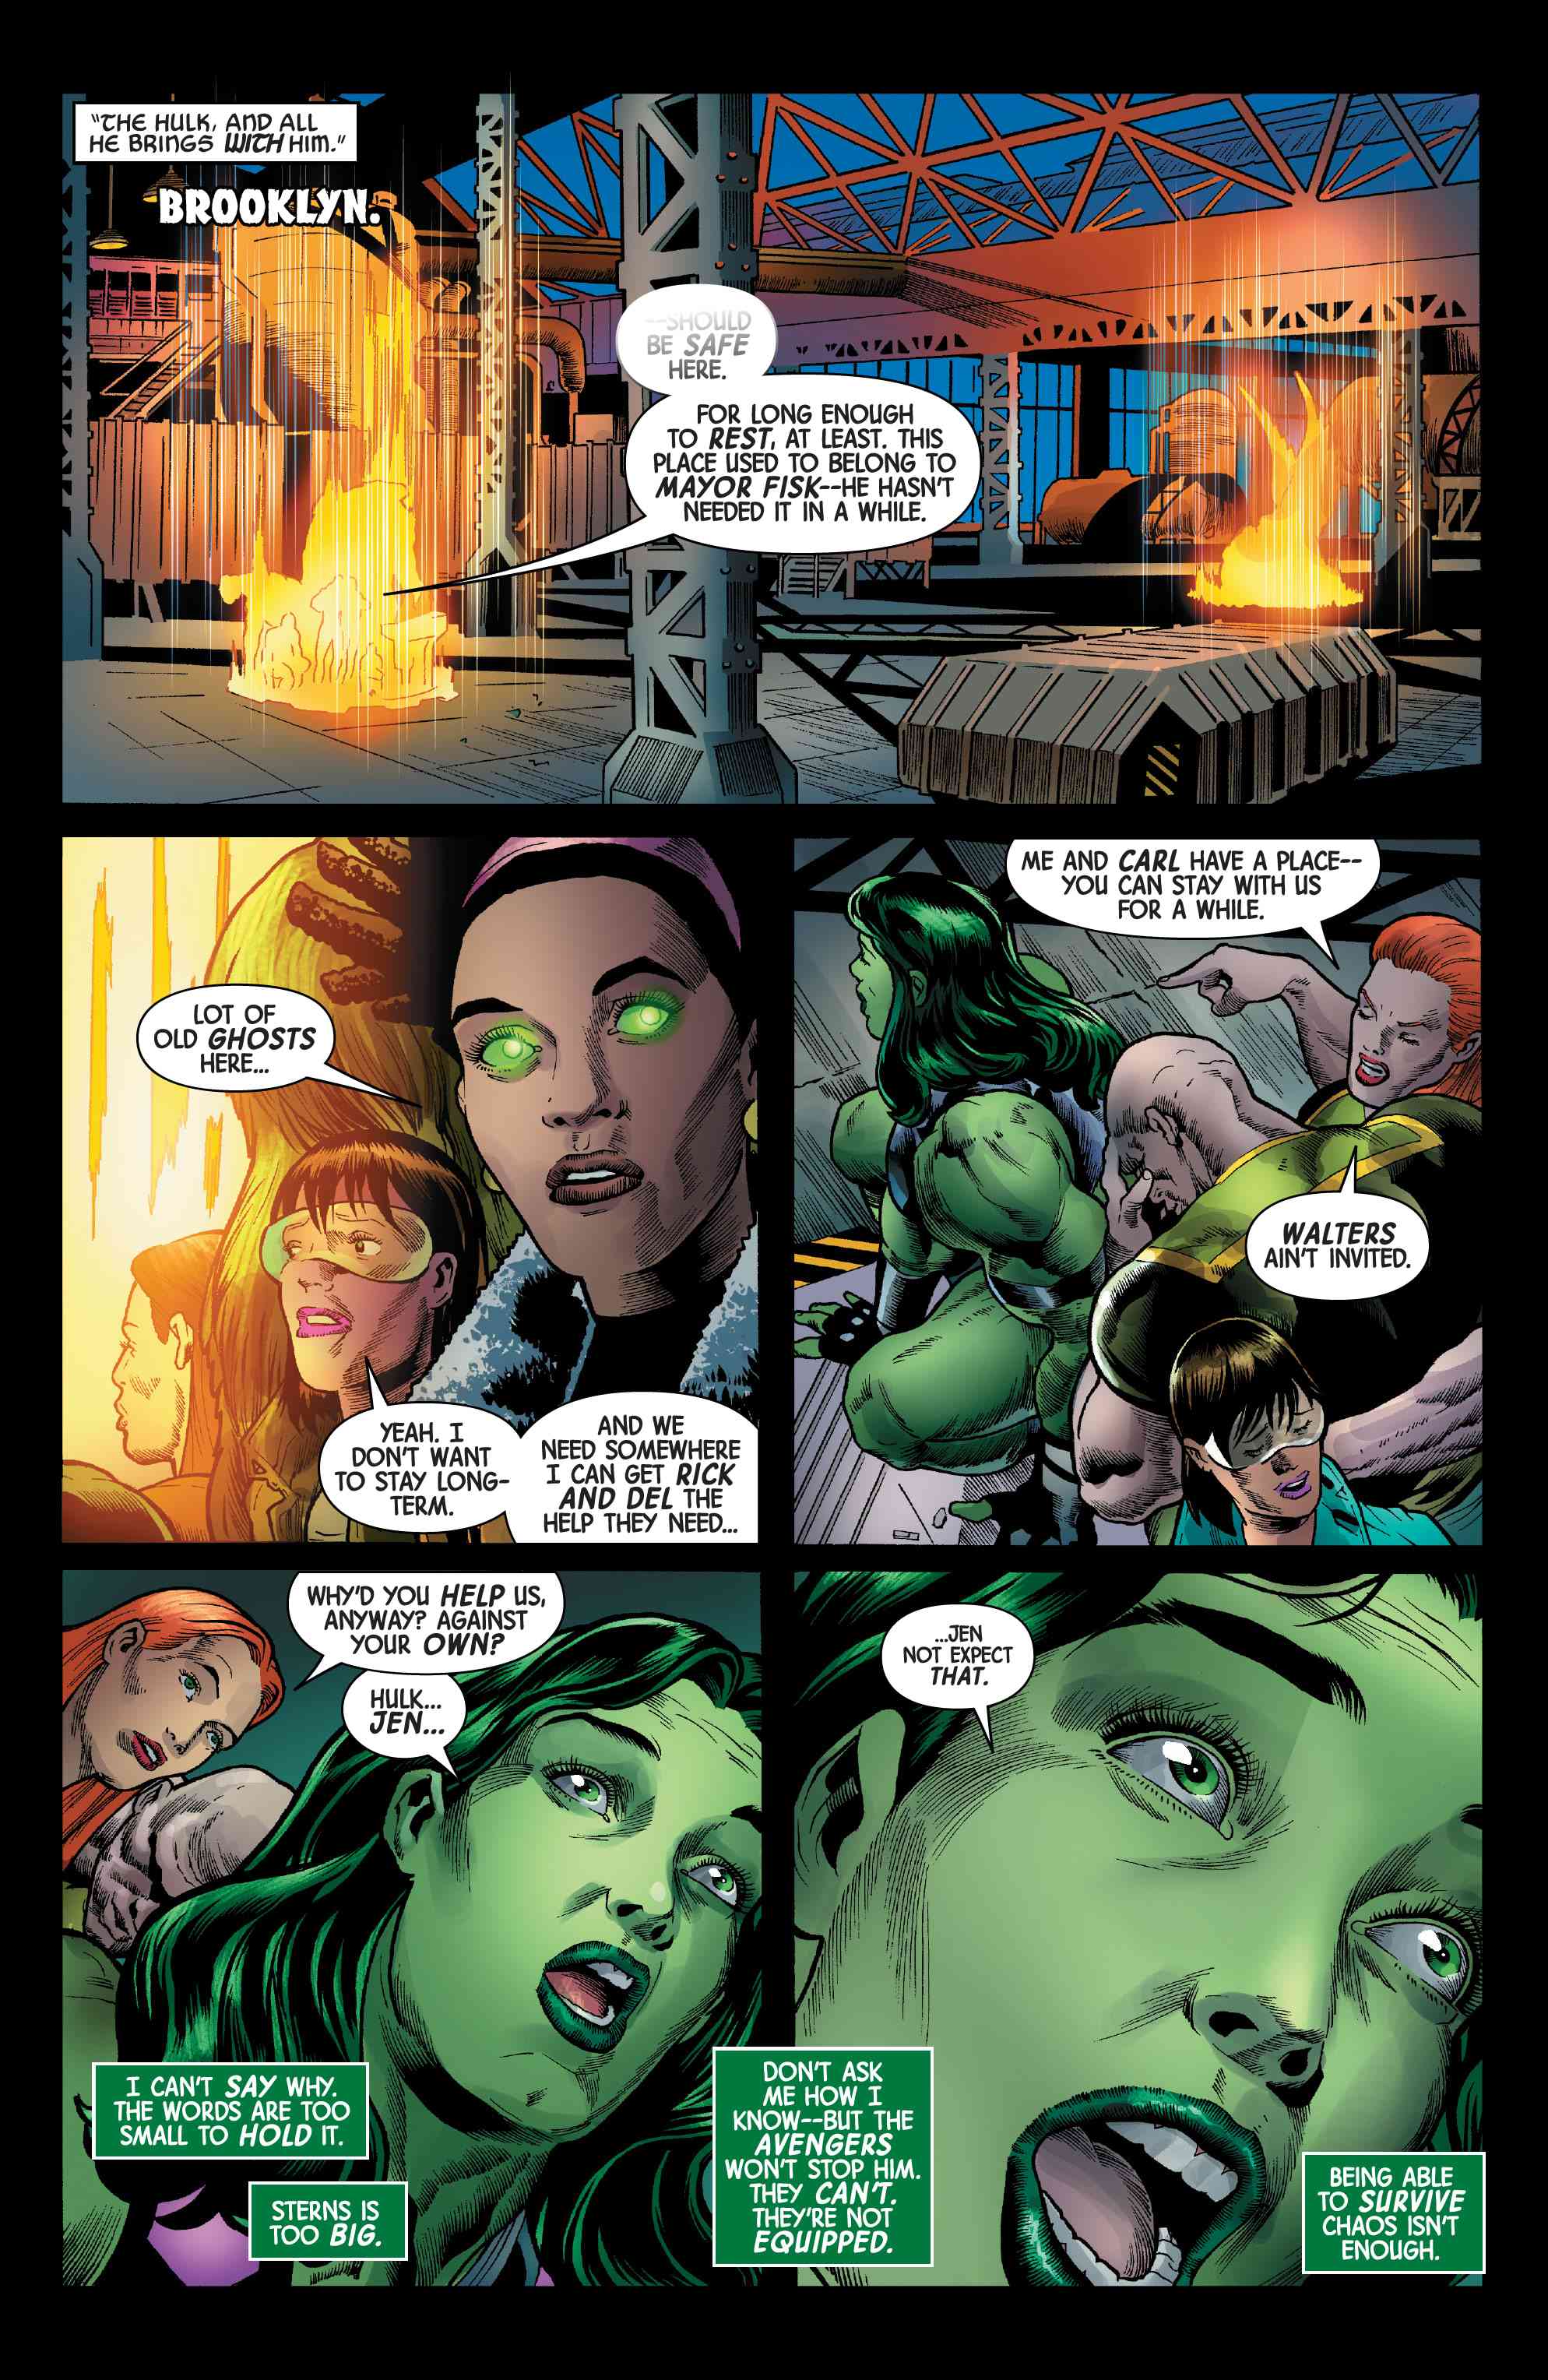 "THE HULK, AND ALL
HE BRINGS WITH HIM."
BROOKLYN.
--SHOULD
BE SAFE
HERE.
FOR LONG ENOUGH
TO REST, AT LEAST. THIS
PLACE USED TO BELONG TO
MAYOR FISK--HE HASN'T
NEEDED IT IN A WHILE.
LOT OF
OLD GHOSTS
HERE...
YEAH. I
DON'T WANT
TO STAY LONG-
TERM.
AND WE
NEED SOMEWHERE
I CAN GET RICK
AND DEL THE
HELP THEY NEED...
ME AND CARL HAVE A PLACE--
YOU CAN STAY WITH US
FOR A WHILE.
WALTERS
AIN'T INVITED.
WHY'D YOU HELP US,
ANYWAY? AGAINST
YOUR OWN?
HULK...
JEN...
I CAN'T SAY WHY.
THE WORDS ARE TOO
SMALL TO HOLD IT.
STERNS IS
TOO BIG.
...JEN
NOT EXPECT
THAT.
DON'T ASK
ME HOW I
KNOW--BUT THE
AVENGERS
WON'T STOP HIM.
THEY CAN'T.
THEY'RE NOT
EQUIPPED.
BEING ABLE
TO SURVIVE
CHAOS ISN'T
ENOUGH.